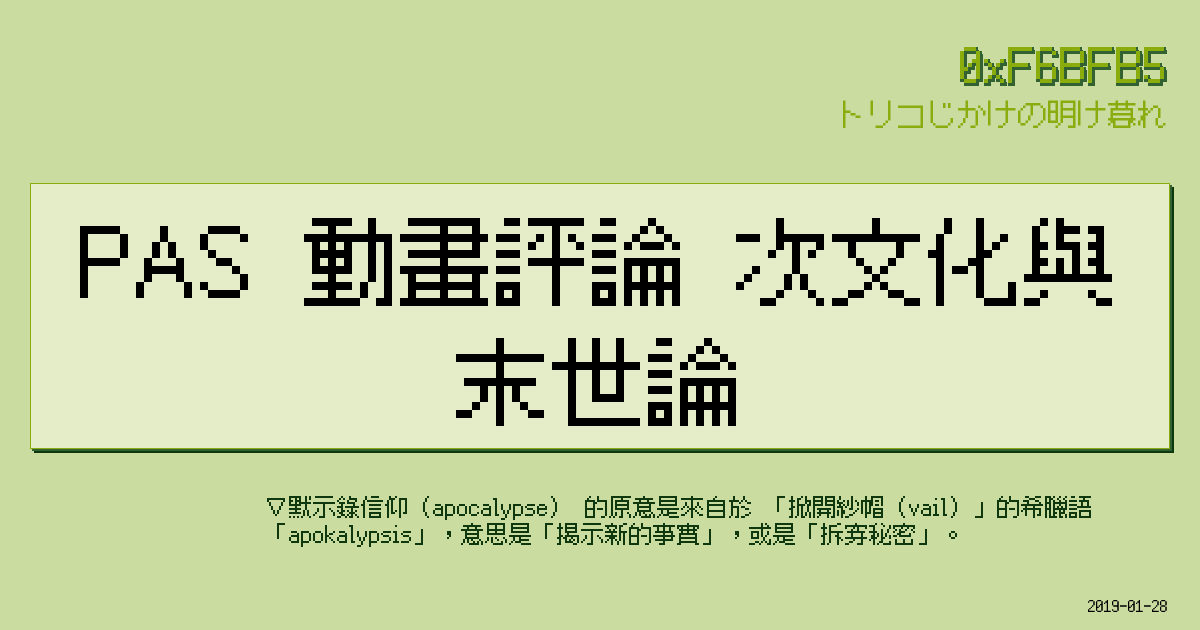 0xF6BFB5
トリコじかけの明け暮れ
PAS 動畫評論 次文化與
末世論
▽默示錄信仰（apocalypse） 的原意是來自於 「掀開紗帽（vail）」的希臘語
「apokalypsis」，意思是「揭示新的事實」，或是「拆穿秘密」。
2019-01-28